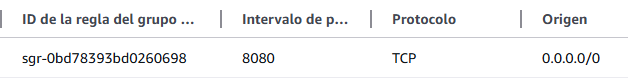 ID de la regla del grupo ... Intervalo de p... Protocolo Origen
sgr-0bd78393bd0260698 8080 TCP 0.0.0.0/0